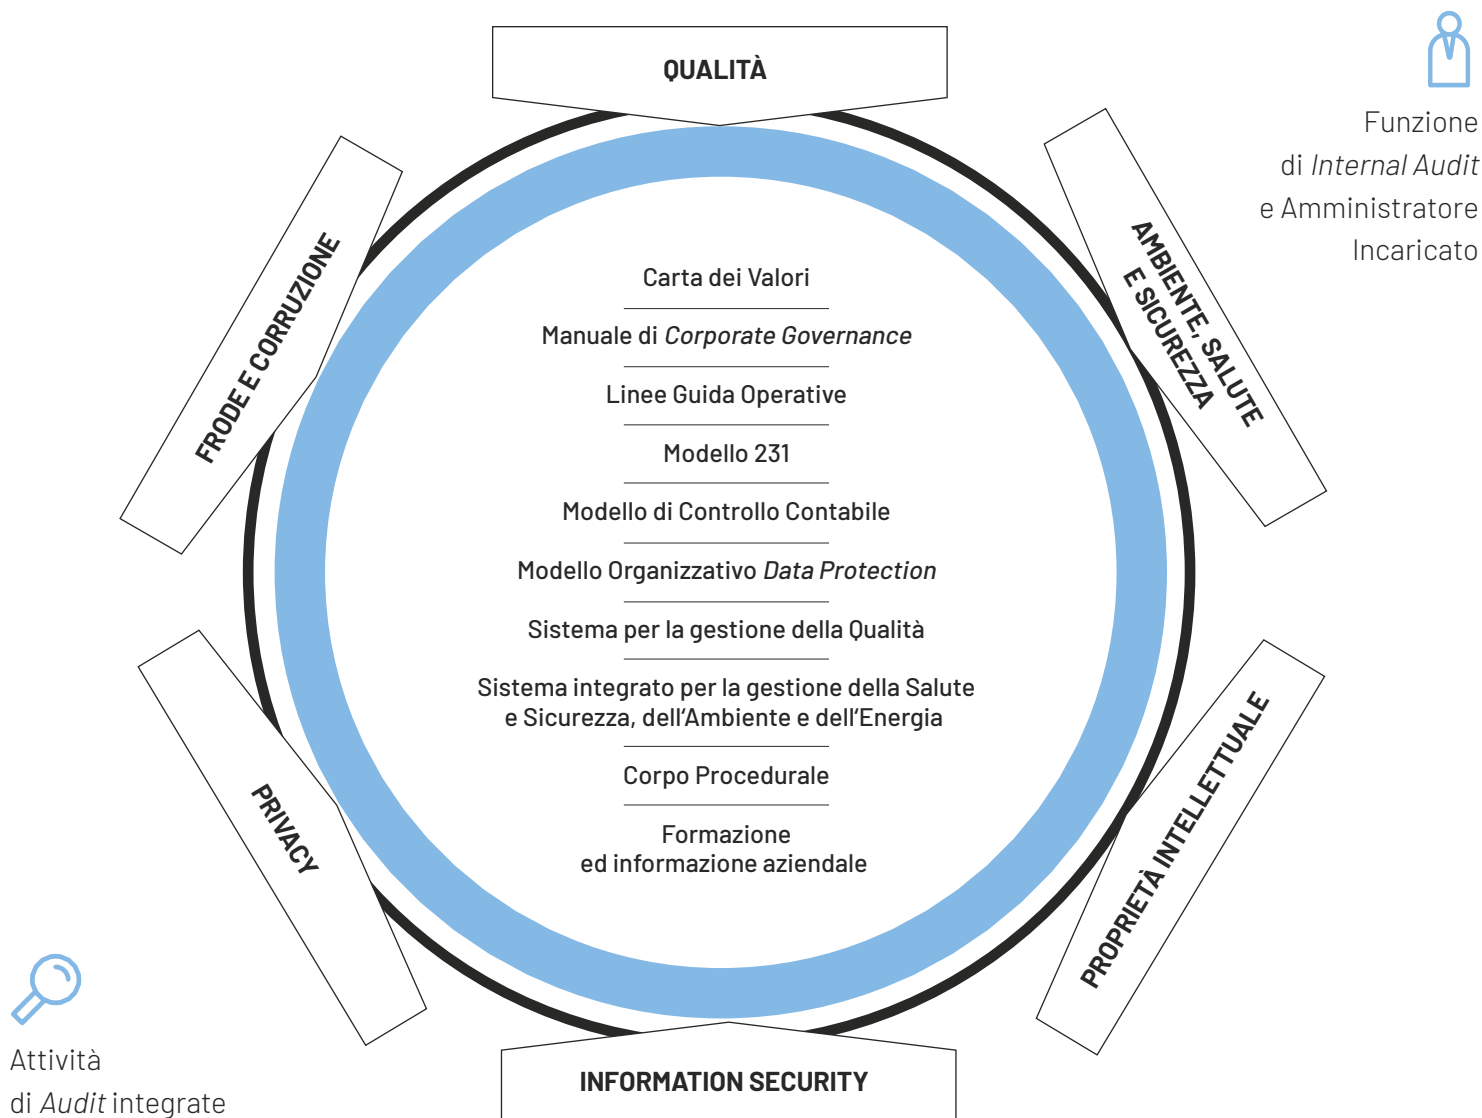 QUALITÀ
Funzione
di Internal Audit
e Amministratore
Incaricato
FRODE E CORRUZIONE
AMBIENTE, SALUTE
E SICUREZZA
Carta dei Valori
Manuale di Corporate Governance
Linee Guida Operative
Modello 231
Modello di Controllo Contabile
Modello Organizzativo Data Protection
Sistema per la gestione della Qualità
Sistema integrato per la gestione della Salute
e Sicurezza, dell'Ambiente e dell'Energia
Corpo Procedurale
Formazione
ed informazione aziendale
PRIVACY
PROPRIETÀ INTELLETTUALE
Attività
di Audit integrate
INFORMATION SECURITY